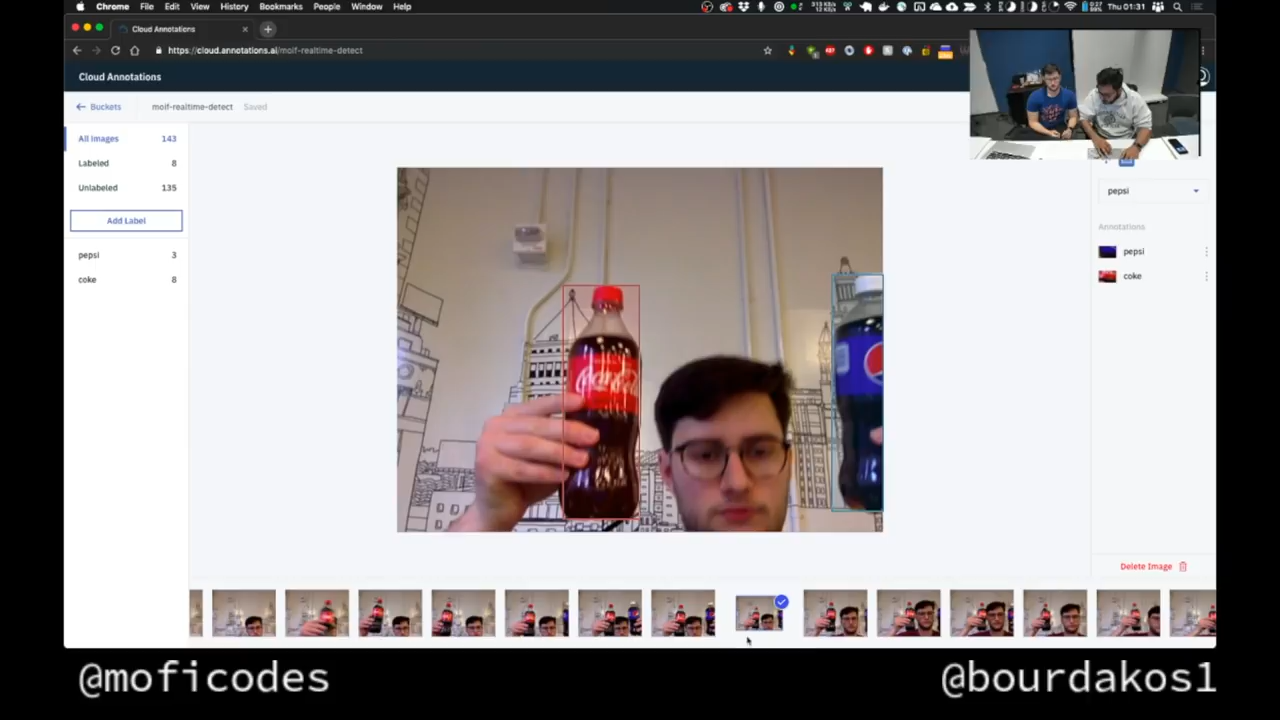 Chrome File Edit View History Bookmarks People Window Help
Thu 01:31
Cloud Annotations
https://cloud.annotations.ai/moif-realtime-detect
Cloud Annotations
Buckets moif-realtime-detect Saved
All Images 143
Labeled 8
Unlabeled 135
Add Label
pepsi 3
coke 8
pepsi
Annotations
pepsi
coke
Coca-Cola
Delete Image
@moficodes
@bourdakos1